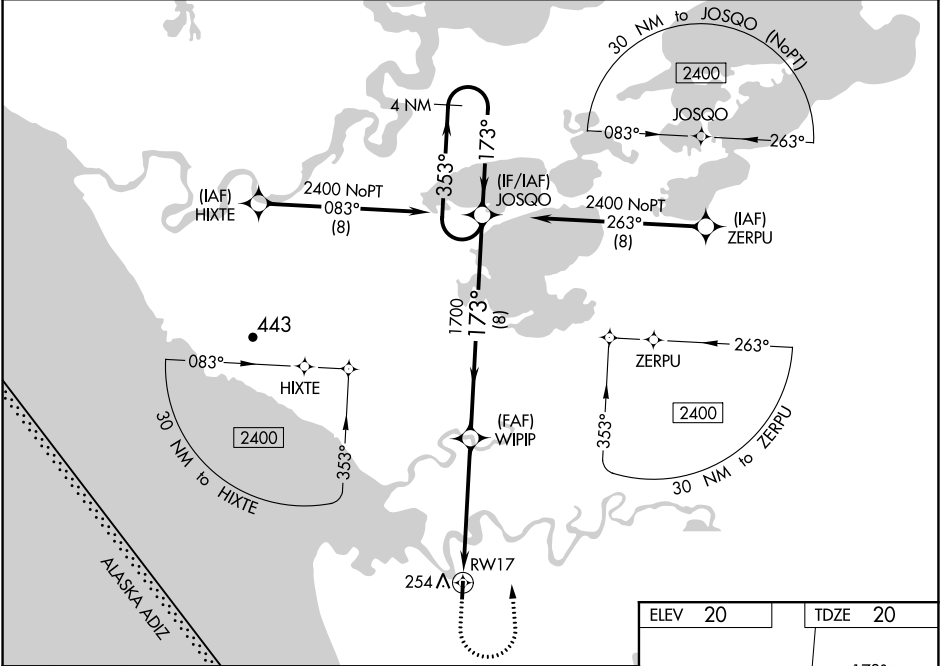 30 NM to JOSQO (NoPT)
2400
JOSQO
083°
263°
4 NM
353°
173°
(IAF)
HIXTE
2400 NoPT
083°
(8)
(IF/IAF)
JOSQO
2400 NoPT
263°
(8)
(IAF)
ZERPU
1700
173°
(8)
443
083°
HIXTE
2400
353°
30 NM to HIXTE
263°
ZERPU
2400
353°
30 NM to ZERPU
(FAF)
WIPIP
RW17
254
ALASKA ADIZ
ELEV 20
TDZE 20